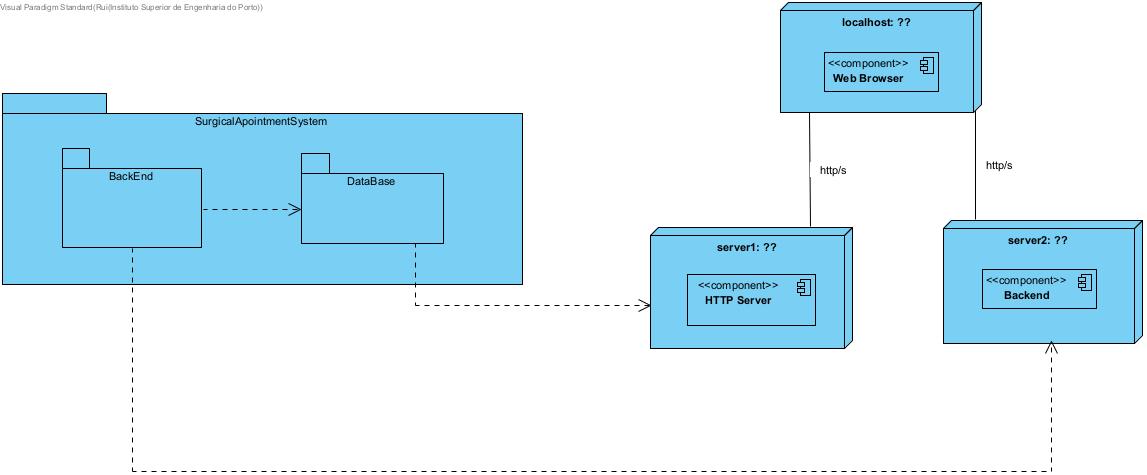 Visual Paradigm Standard(Rui(Instituto Superior de Engenharia do Porto))
localhost: ??
<<component>>
Web Browser
SurgicalApointmentSystem
BackEnd
DataBase
http/s
http/s
server1: ??
<<component>>
HTTP Server
server2: ??
<<component>>
Backend